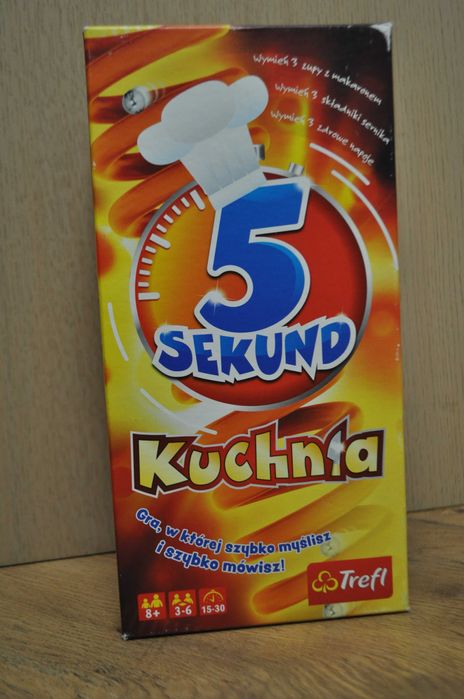 Wymień 3 zupy z makaronem
Wymień 3 składniki sernika
Wymień 3 zdrowe napoje
5
SEKUND
Kuchnia
Gra, w której szybko myślisz
i szybko mówisz!
Trefl
8+
3-6
15-30